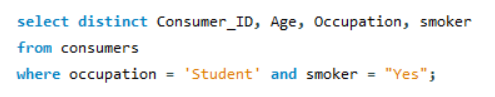 select distinct Consumer_ID, Age, Occupation, smoker
from consumers
where occupation = 'Student' and smoker = "Yes";